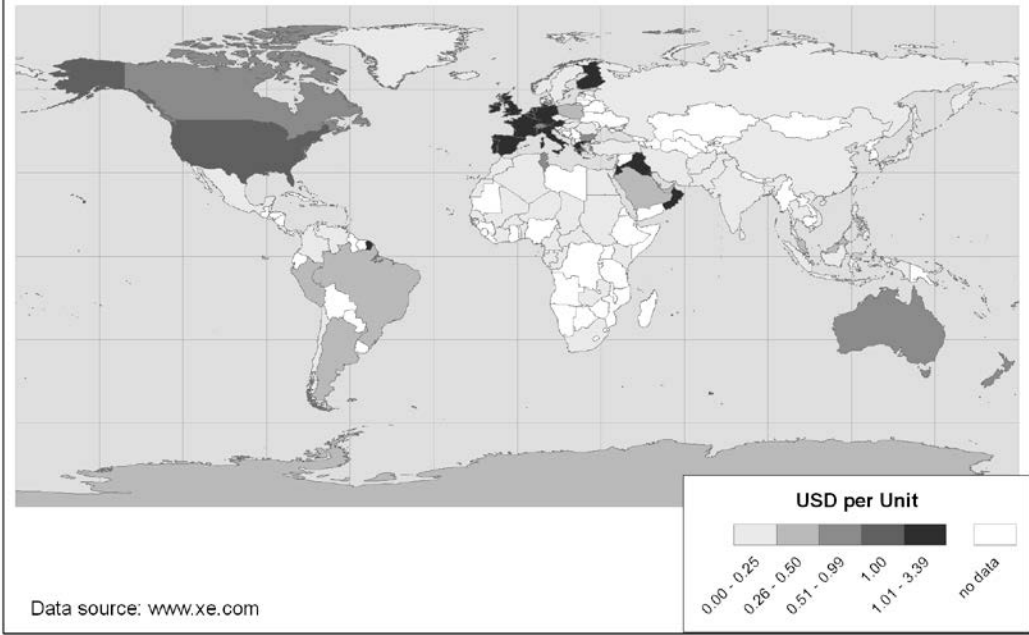 USD per Unit
0.00 - 0.25
0.26 - 0.50
0.51 - 0.99
1.00
1.01 - 3.39
no data
Data source: www.xe.com